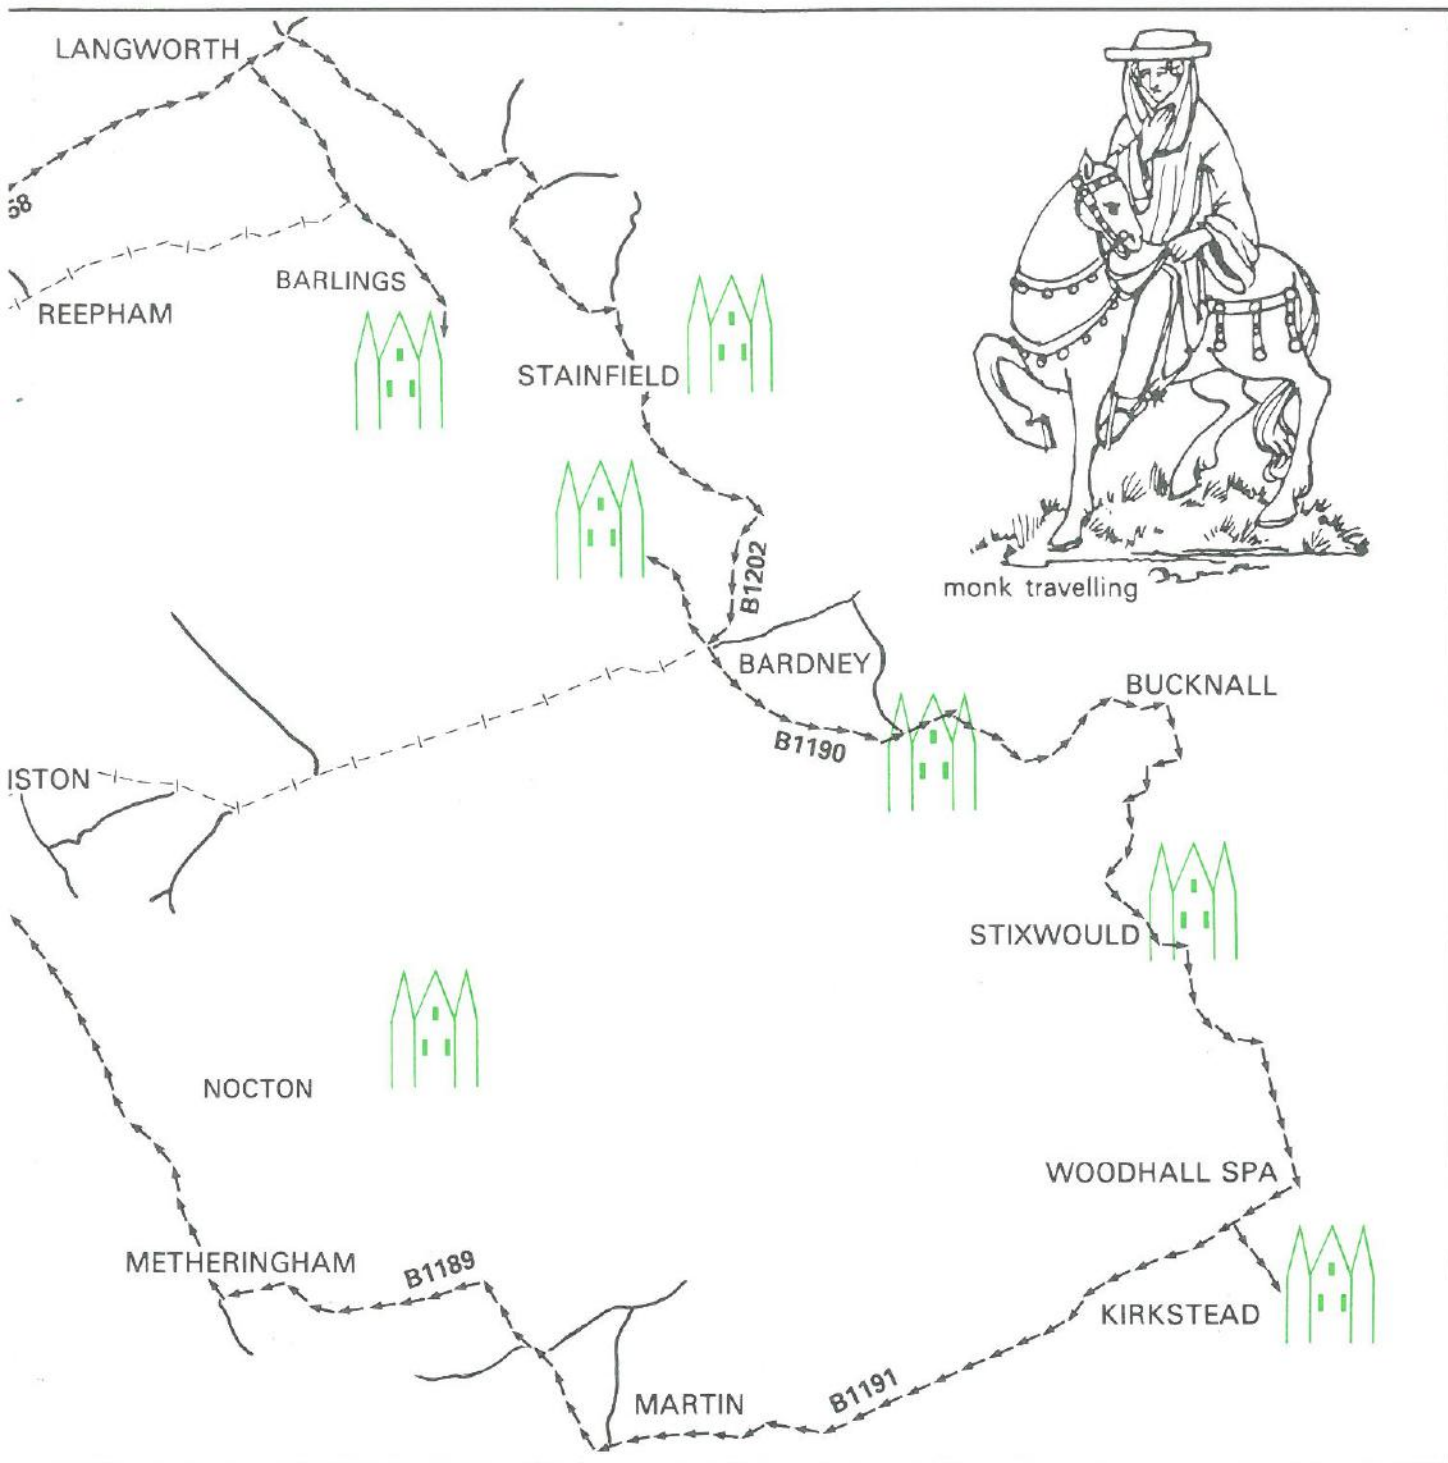 LANGWORTH
58
BARLINGS
REEPHAM
STAINFIELD
B1202
monk travelling
BARDNEY
BUCKNALL
B1190
ISTON
STIXWOULD
NOCTON
WOODHALL SPA
METHERINGHAM
B1189
KIRKSTEAD
B1191
MARTIN